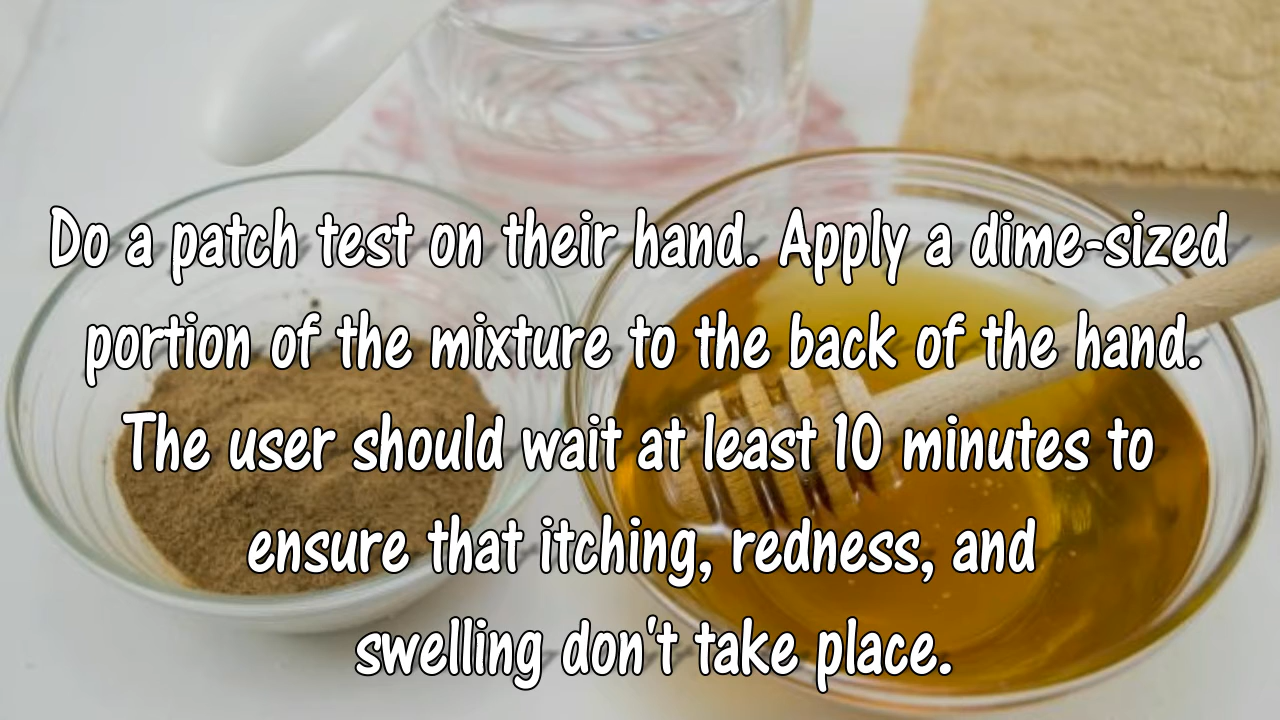 Do a patch test on their hand. Apply a dime-sized
portion of the mixture to the back of the hand.
The user should wait at least 10 minutes to
ensure that itching, redness, and
swelling don't take place.